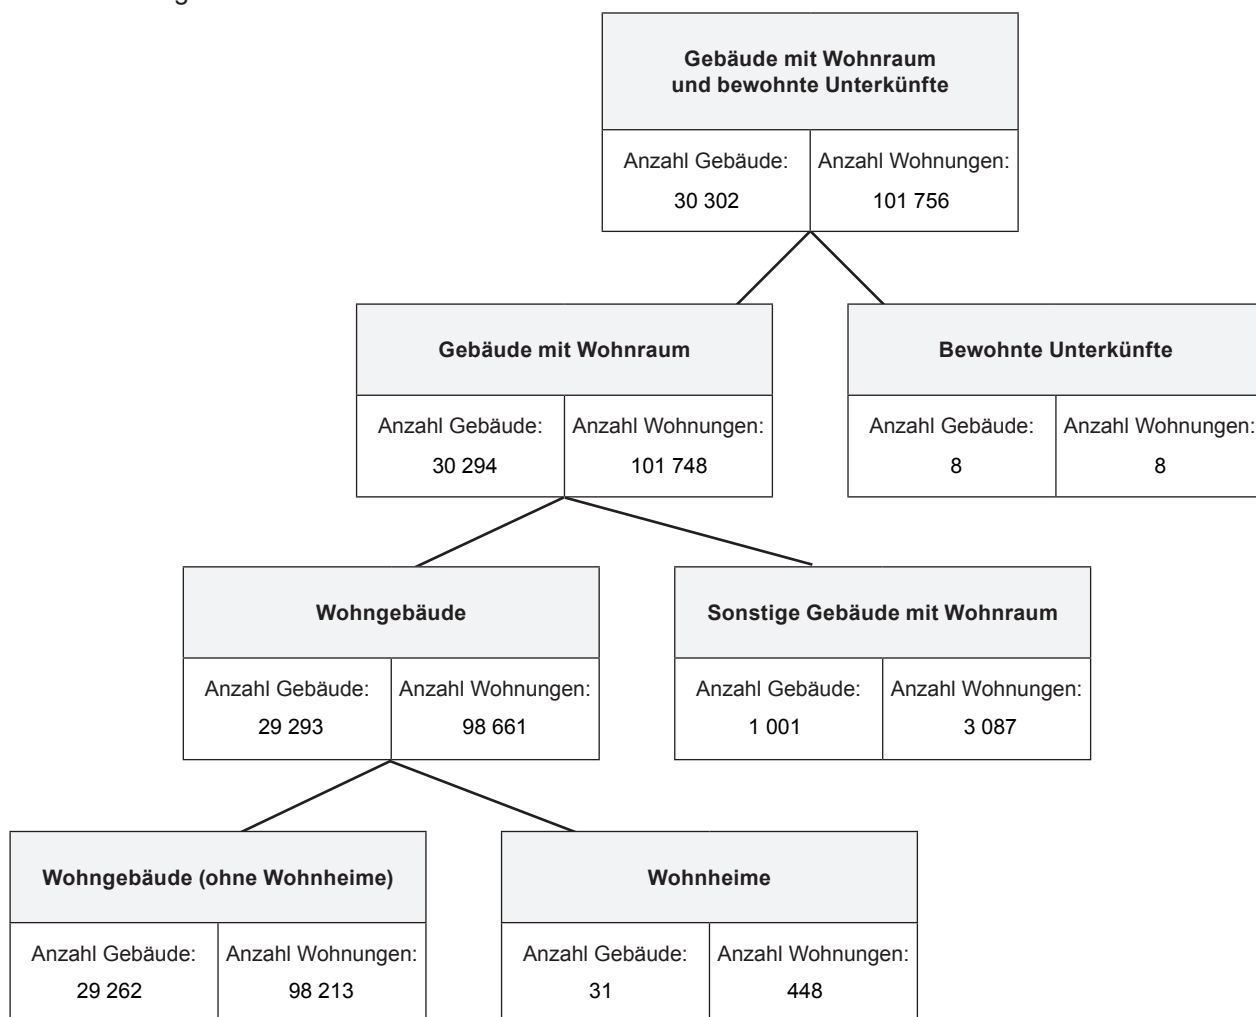 Gebäude mit Wohnraum
und bewohnte Unterkünfte
Anzahl Gebäude: Anzahl Wohnungen:
30 302 101 756
Gebäude mit Wohnraum Bewohnte Unterkünfte
Anzahl Gebäude: Anzahl Wohnungen: Anzahl Gebäude: Anzahl Wohnungen:
30 294 101 748 8 8
Wohngebäude Sonstige Gebäude mit Wohnraum
Anzahl Gebäude: Anzahl Wohnungen: Anzahl Gebäude: Anzahl Wohnungen:
29 293 98 661 1 001 3 087
Wohngebäude (ohne Wohnheime) Wohnheime
Anzahl Gebäude: Anzahl Wohnungen: Anzahl Gebäude: Anzahl Wohnungen:
29 262 98 213 31 448